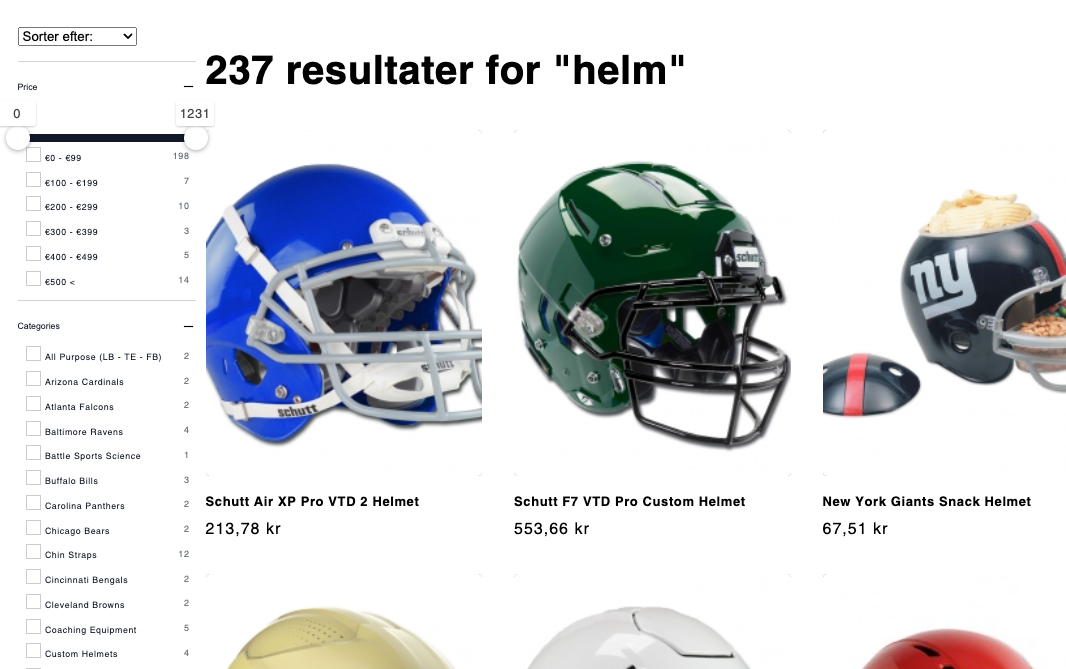 Sorter efter:
237 resultater for "helm"
Price
0 1231
€0 - €99 198
€100 - €199 7
€200 - €299 10
€300 - €399 3
€400 - €499 5
€500 < 14
Categories
All Purpose (LB - TE - FB) 2
Arizona Cardinals 2
Atlanta Falcons 2
Baltimore Ravens 4
Battle Sports Science 1
Buffalo Bills 3
Carolina Panthers 2
Chicago Bears 2
Chin Straps 12
Cincinnati Bengals 2
Cleveland Browns 2
Coaching Equipment 5
Custom Helmets 4
schutt
schutt
schutt
schutt
ny
Schutt Air XP Pro VTD 2 Helmet
213,78 kr
Schutt F7 VTD Pro Custom Helmet
553,66 kr
New York Giants Snack Helmet
67,51 kr